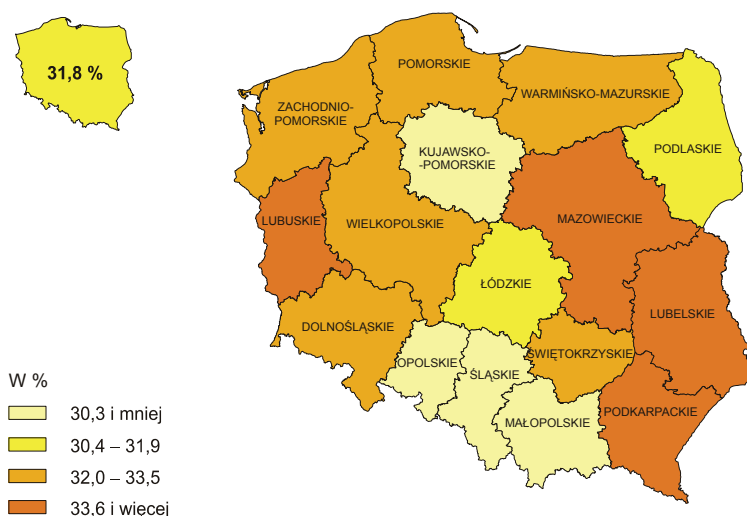 31,8 %
POMORSKIE
ZACHODNIO-
POMORSKIE
WARMIŃSKO-MAZURSKIE
KUJAWSKO-
-POMORSKIE
PODLASKIE
LUBUSKIE
WIELKOPOLSKIE
MAZOWIECKIE
ŁÓDZKIE
LUBELSKIE
DOLNOŚLĄSKIE
OPOLSKIE
ŚLĄSKIE
ŚWIĘTOKRZYSKIE
MAŁOPOLSKIE
PODKARPACKIE
W %
30,3 i mniej
30,4 – 31,9
32,0 – 33,5
33,6 i więcej